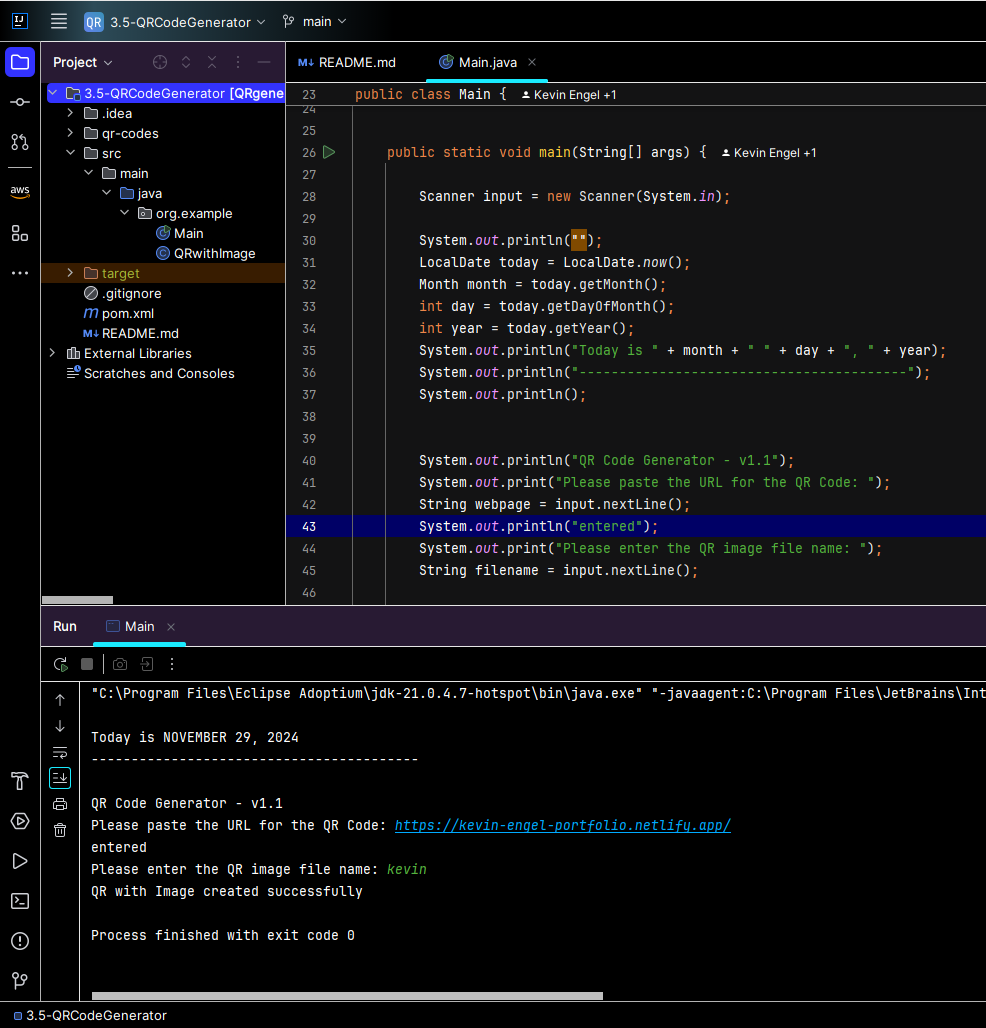 IJ QR 3.5-QRCodeGenerator main
Project
README.md
Main.java
3.5-QRCodeGenerator [QRgene
.idea
qr-codes
src
main
java
org.example
Main
QRwithImage
target
.gitignore
m pom.xml
M↓ README.md
External Libraries
Scratches and Consoles
aws
23 public class Main { Kevin Engel +1
24
25
26 public static void main(String[] args) { Kevin Engel +1
27
28 Scanner input = new Scanner(System.in);
29
30 System.out.println("");
31 LocalDate today = LocalDate.now();
32 Month month = today.getMonth();
33 int day = today.getDayOfMonth();
34 int year = today.getYear();
35 System.out.println("Today is " + month + " " + day + ", " + year);
36 System.out.println("-----------------------------------------");
37 System.out.println();
38
39
40 System.out.println("QR Code Generator - v1.1");
41 System.out.print("Please paste the URL for the QR Code: ");
42 String webpage = input.nextLine();
43 System.out.println("entered");
44 System.out.print("Please enter the QR image file name: ");
45 String filename = input.nextLine();
46
Run Main
"C:\Program Files\Eclipse Adoptium\jdk-21.0.4.7-hotspot\bin\java.exe" "-javaagent:C:\Program Files\JetBrains\Int
Today is NOVEMBER 29, 2024
-----------------------------------------
QR Code Generator - v1.1
Please paste the URL for the QR Code: https://kevin-engel-portfolio.netlify.app/
entered
Please enter the QR image file name: kevin
QR with Image created successfully
Process finished with exit code 0
3.5-QRCodeGenerator